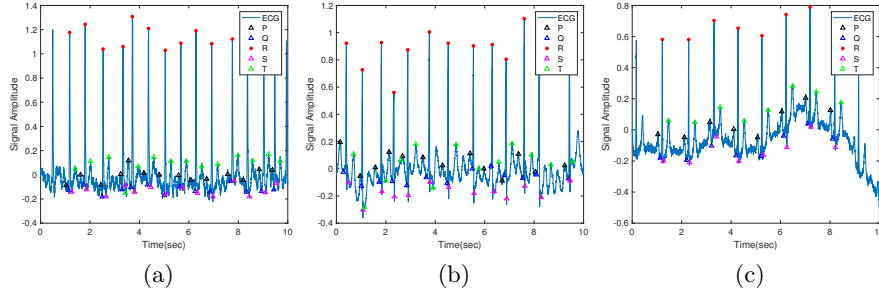 1.4
1.2
1
0.8
0.6
0.4
0.2
0
-0.2
-0.4
Signal Amplitude
0 2 4 6 8 10
Time(sec)
ECG
P
Q
R
S
T
(a)
1.2
1
0.8
0.6
0.4
0.2
0
-0.2
-0.4
Signal Amplitude
0 2 4 6 8 10
Time(sec)
ECG
P
Q
R
S
T
(b)
0.8
0.6
0.4
0.2
0
-0.2
-0.4
-0.6
Signal Amplitude
0 2 4 6 8 10
Time(sec)
ECG
P
Q
R
S
T
(c)